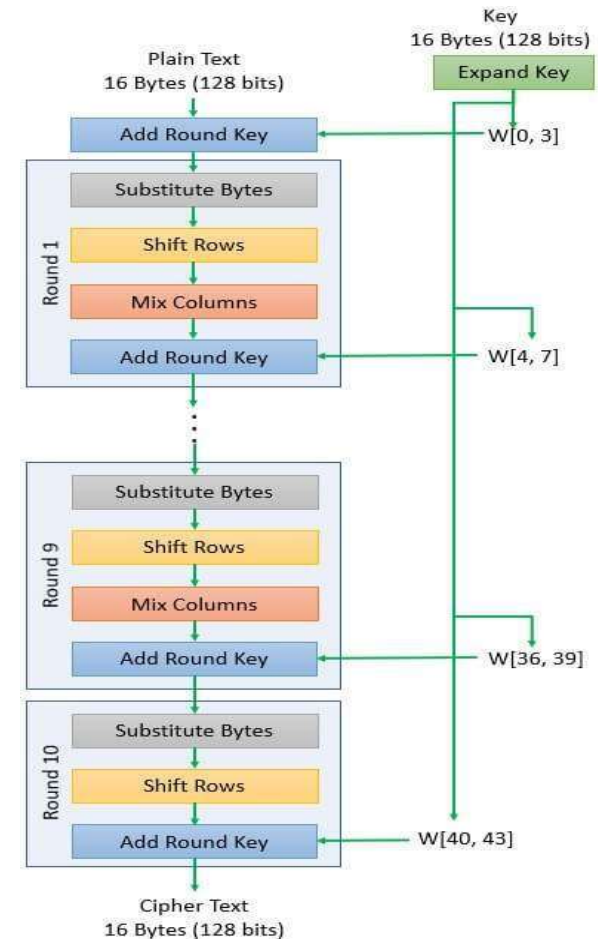 Key
16 Bytes (128 bits)
Expand Key
Plain Text
16 Bytes (128 bits)
Add Round Key
W[0, 3]
Round 1
Substitute Bytes
Shift Rows
Mix Columns
Add Round Key
W[4, 7]
Round 9
Substitute Bytes
Shift Rows
Mix Columns
Add Round Key
W[36, 39]
Round 10
Substitute Bytes
Shift Rows
Add Round Key
W[40, 43]
Cipher Text
16 Bytes (128 bits)